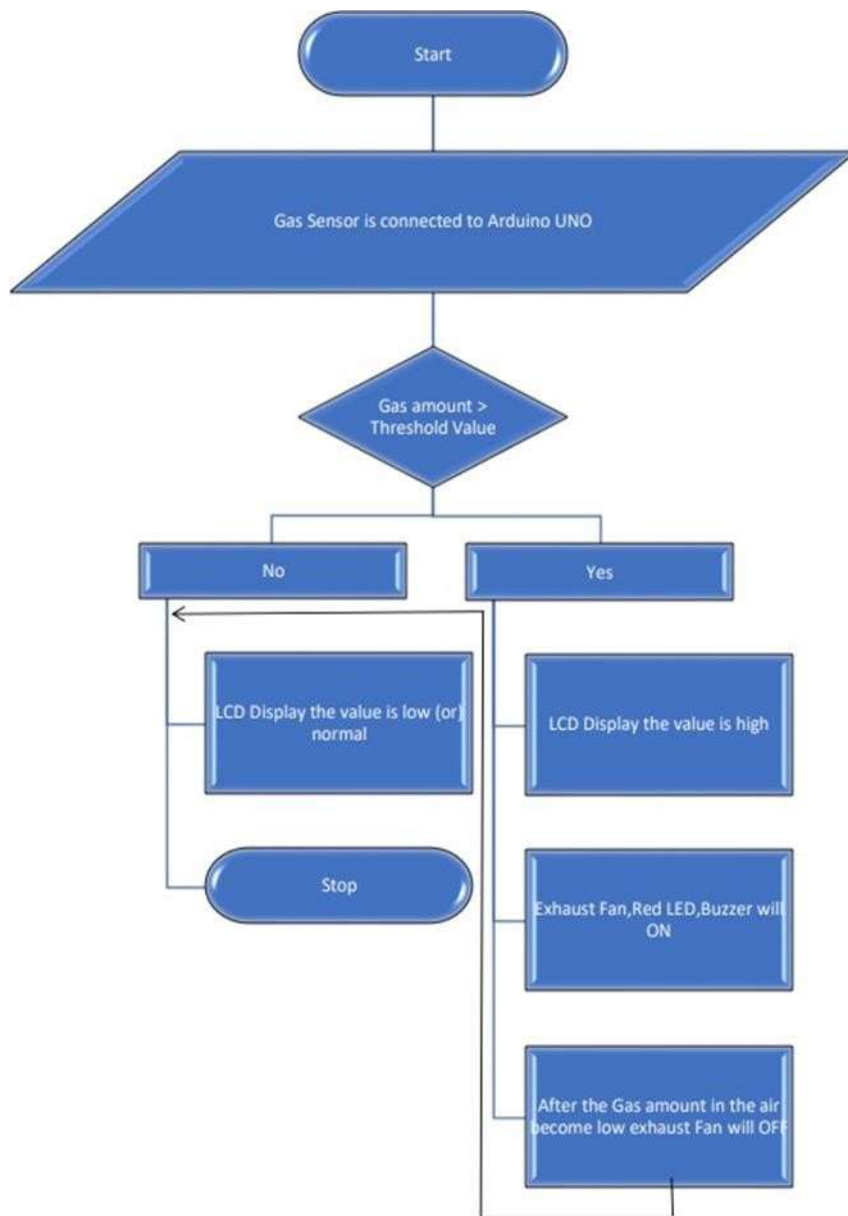 Start
Gas Sensor is connected to Arduino UNO
Gas amount >
Threshold Value
No
Yes
LCD Display the value is low (or)
normal
LCD Display the value is high
Stop
Exhaust Fan,Red LED,Buzzer will
ON
After the Gas amount in the air
become low exhaust Fan will OFF